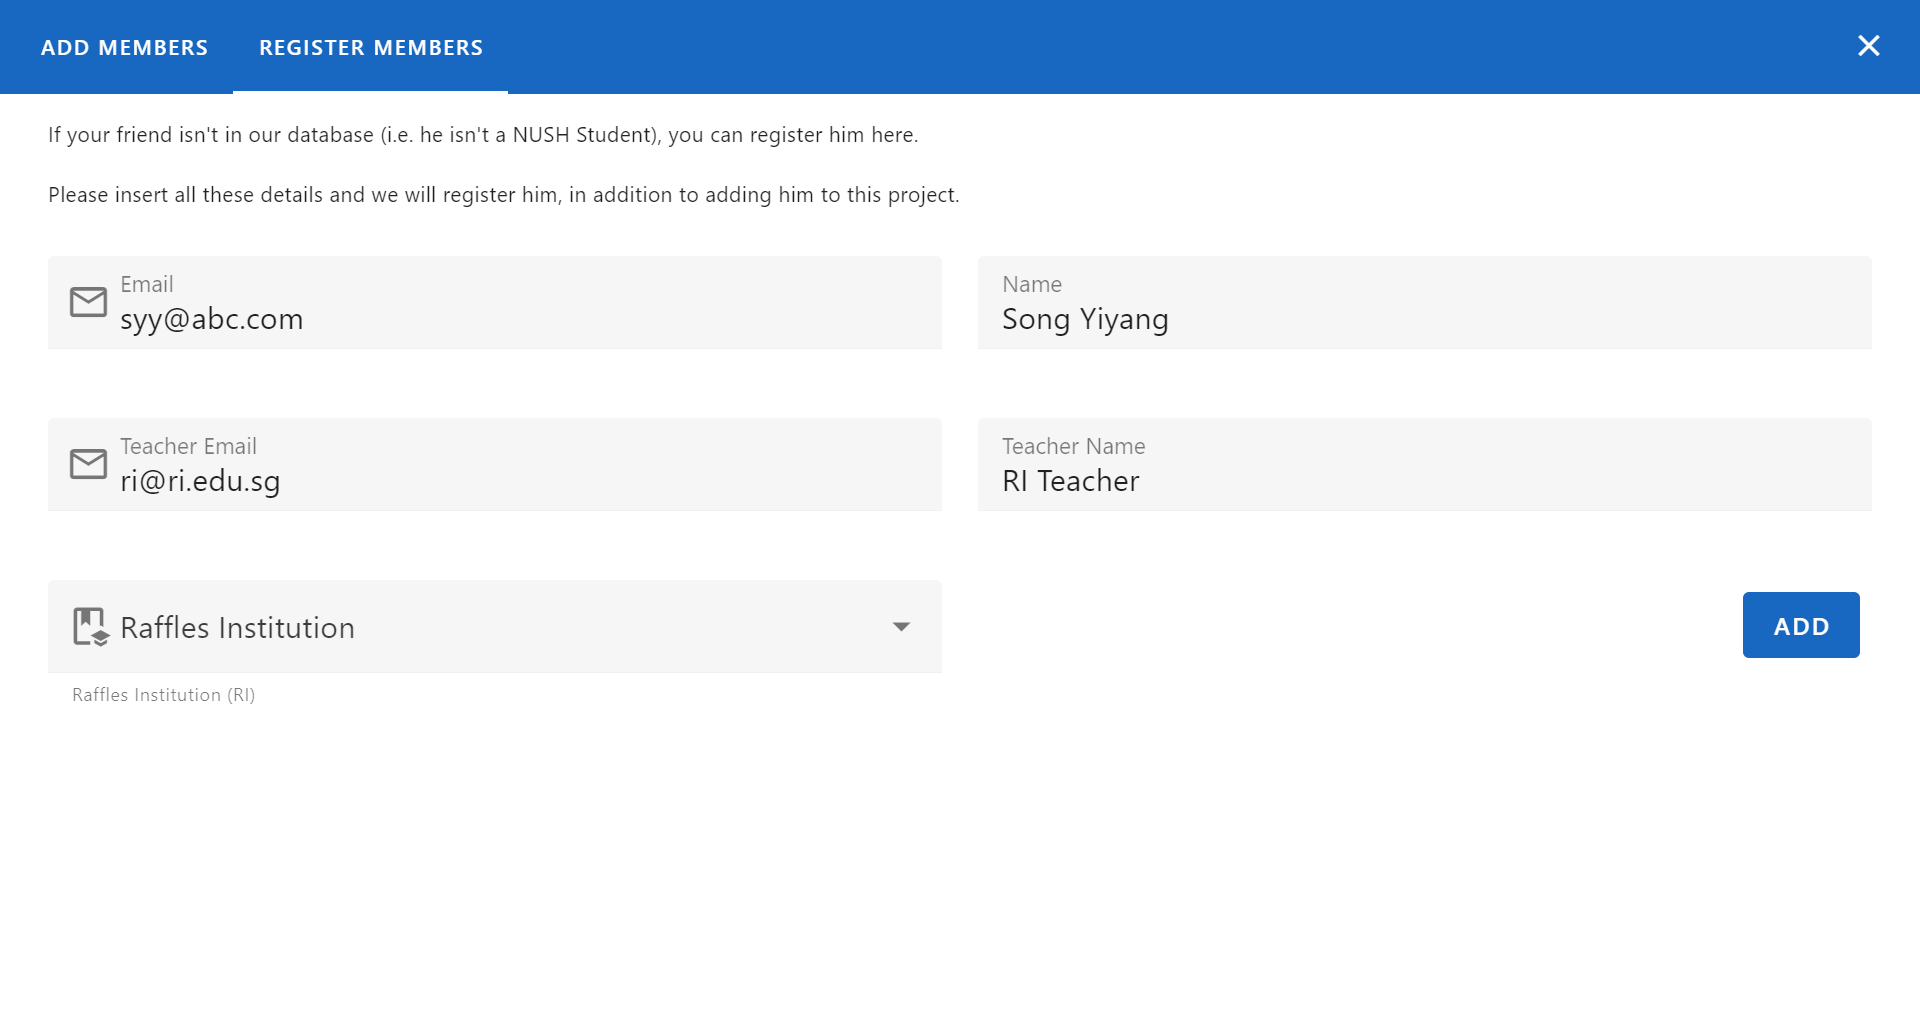 ADD MEMBERS
REGISTER MEMBERS
If your friend isn't in our database (i.e. he isn't a NUSH Student), you can register him here.
Please insert all these details and we will register him, in addition to adding him to this project.
Email
syy@abc.com
Name
Song Yiyang
Teacher Email
ri@ri.edu.sg
Teacher Name
RI Teacher
Raffles Institution
ADD
Raffles Institution (RI)